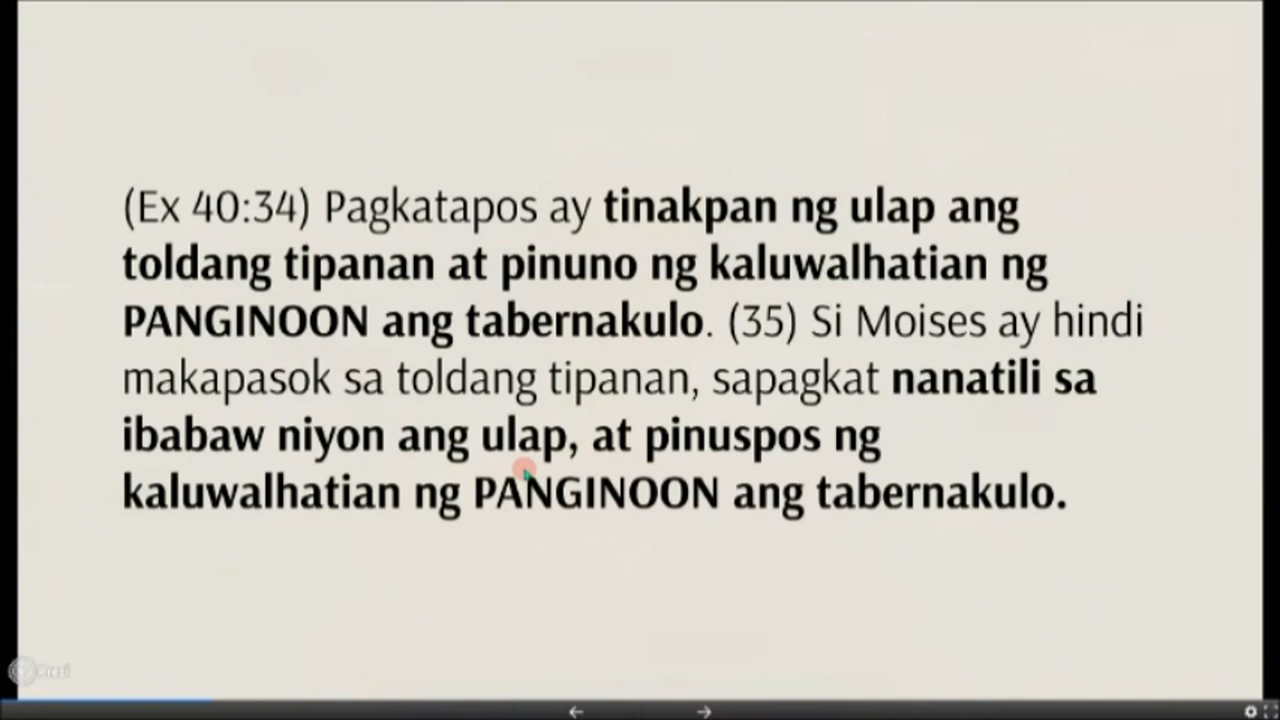 (Ex 40:34) Pagkatapos ay tinakpan ng ulap ang
toldang tipanan at pinuno ng kaluwalhatian ng
PANGINOON ang tabernakulo. (35) Si Moises ay hindi
makapasok sa toldang tipanan, sapagkat nanatili sa
ibabaw niyon ang ulap, at pinuspos ng
kaluwalhatian ng PANGINOON ang tabernakulo.
Prezi